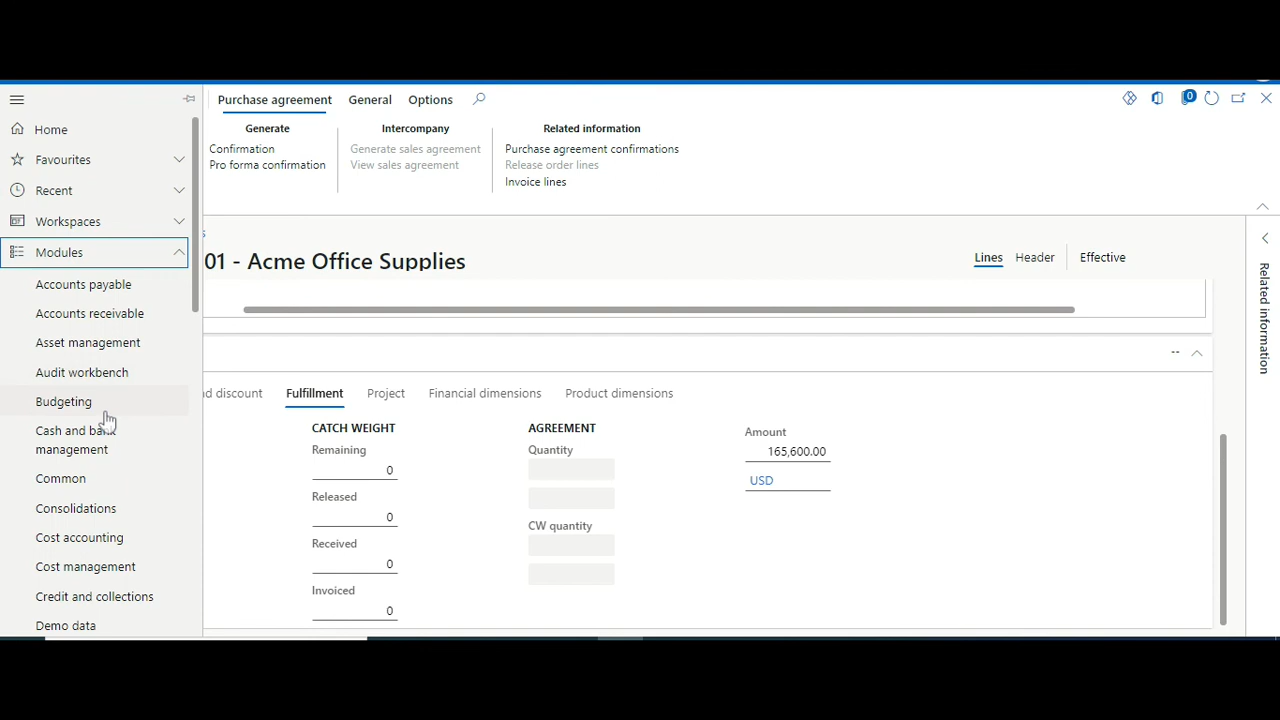 Home
Favourites
Recent
Workspaces
Modules
Accounts payable
Accounts receivable
Asset management
Audit workbench
Budgeting
Cash and bank
management
Common
Consolidations
Cost accounting
Cost management
Credit and collections
Demo data
Purchase agreement General Options
Generate
Confirmation
Pro forma confirmation
Intercompany
Generate sales agreement
View sales agreement
Related information
Purchase agreement confirmations
Release order lines
Invoice lines
0
01 - Acme Office Supplies
Lines Header Effective
Related information
--
d discount Fulfillment Project Financial dimensions Product dimensions
CATCH WEIGHT
Remaining
0
Released
0
Received
0
Invoiced
0
AGREEMENT
Quantity
CW quantity
Amount
165,600.00
USD